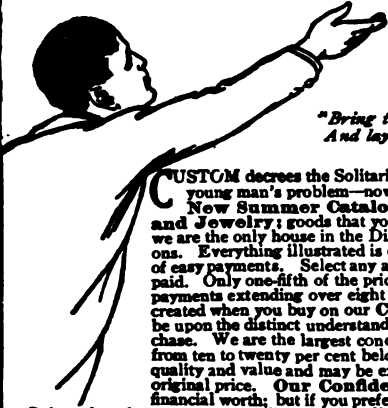 "Bring t
And lay
CUSTOM decrees the Solitari
young man's problem—now
New Summer Catalo
and Jewelry; goods that yo
we are the only house in the Di
ons. Everything illustrated is
of easy payments. Select any a
paid. Only one-fifth of the pric
payments extending over eight
created when you buy on our C
be upon the distinct understand
chase. We are the largest conc
from ten to twenty per cent belo
quality and value and may be e
original price. Our Confide
financial worth; but if you prefe